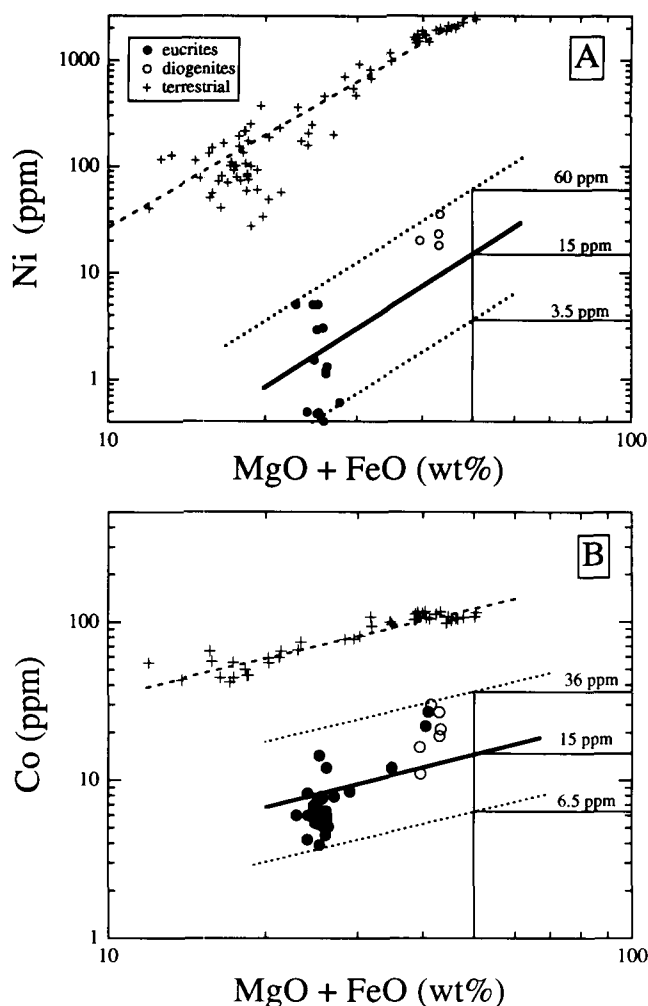 A
● eucrites
○ diogenites
+ terrestrial
1000
100
10
1
Ni (ppm)
60 ppm
15 ppm
3.5 ppm
10
100
MgO + FeO (wt%)
B
100
10
1
Co (ppm)
36 ppm
15 ppm
6.5 ppm
10
100
MgO + FeO (wt%)